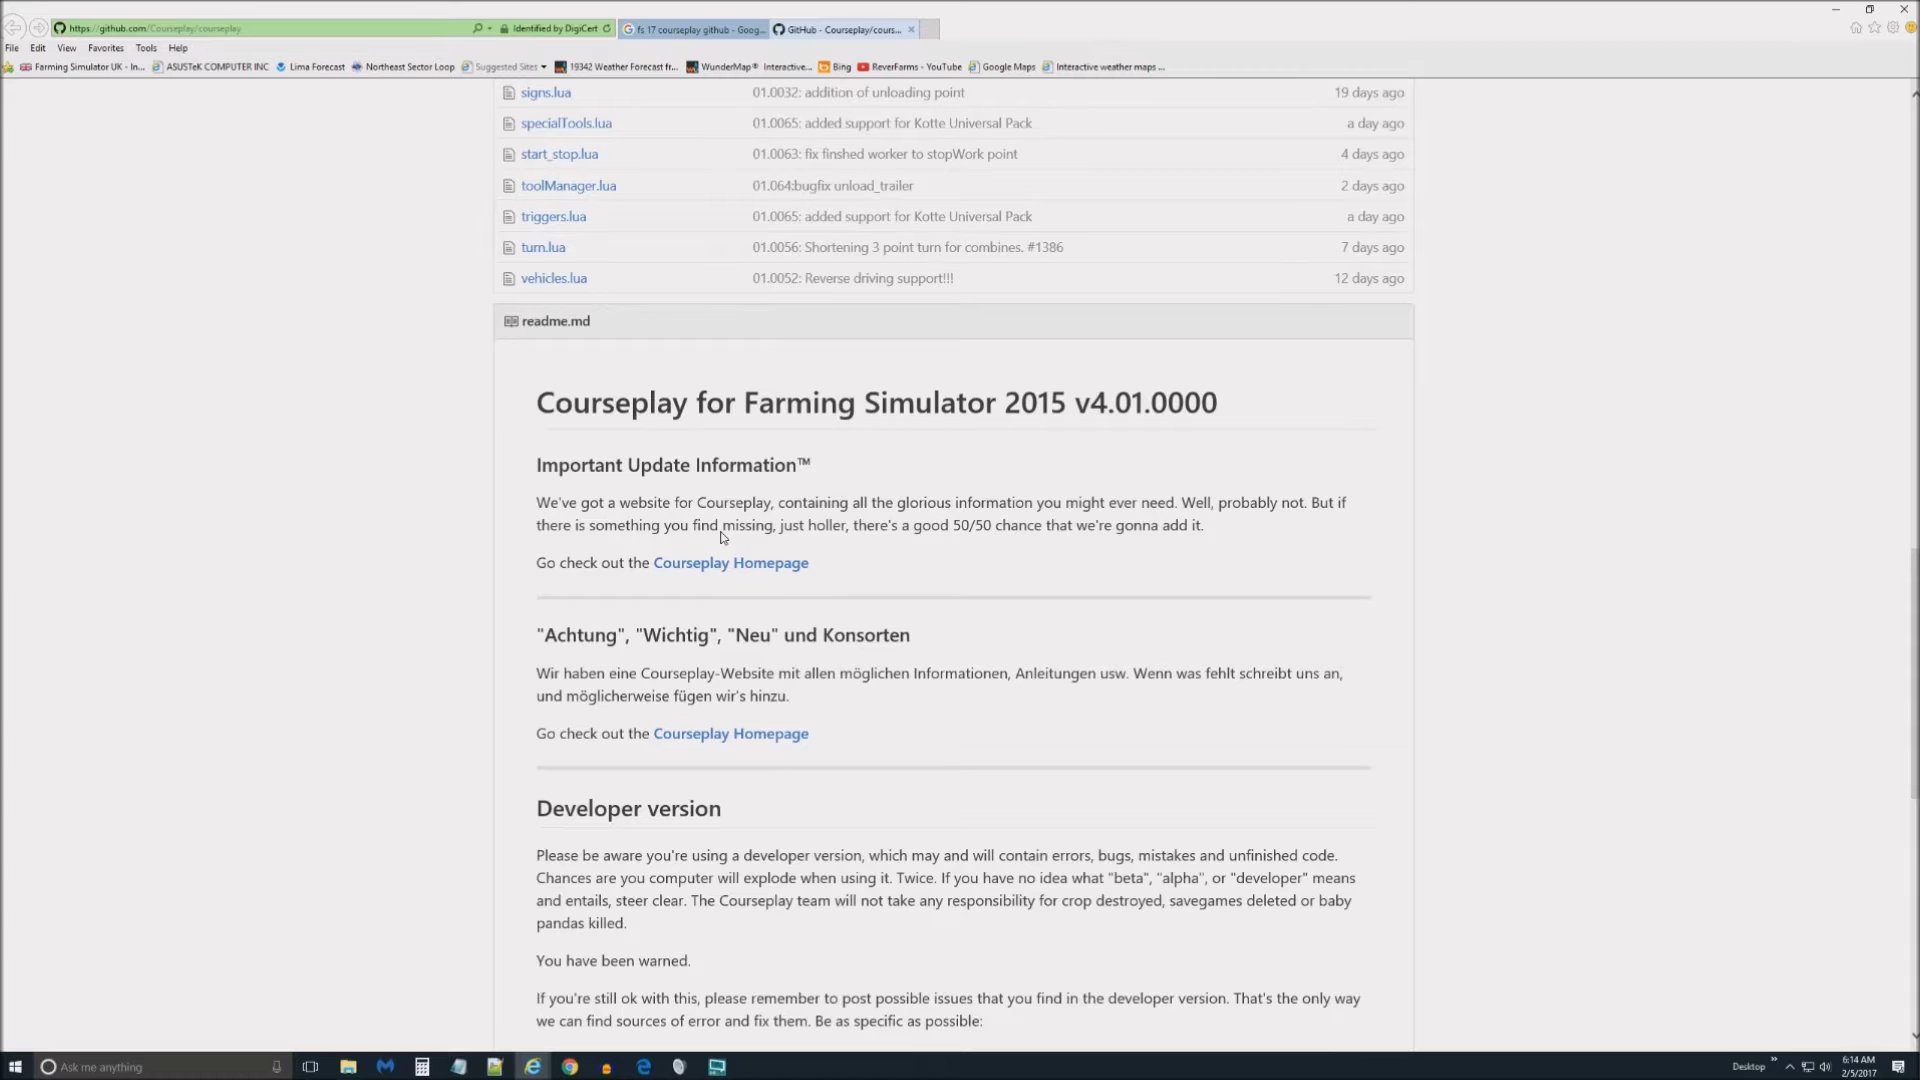 https://github.com/Courseplay/courseplay
Identified by DigiCert
fs 17 courseplay github - Goog...
GitHub - Courseplay/cours...
File Edit View Favorites Tools Help
Farming Simulator UK - In...
ASUSTeK COMPUTER INC
Lima Forecast
Northeast Sector Loop
Suggested Sites
19342 Weather Forecast fr...
WunderMap® Interactive...
Bing
ReverFarms - YouTube
Google Maps
Interactive weather maps ...
signs.lua 01.0032: addition of unloading point 19 days ago
specialTools.lua 01.0065: added support for Kotte Universal Pack a day ago
start_stop.lua 01.0063: fix finshed worker to stopWork point 4 days ago
toolManager.lua 01.064:bugfix unload_trailer 2 days ago
triggers.lua 01.0065: added support for Kotte Universal Pack a day ago
turn.lua 01.0056: Shortening 3 point turn for combines. #1386 7 days ago
vehicles.lua 01.0052: Reverse driving support!!! 12 days ago
readme.md
Courseplay for Farming Simulator 2015 v4.01.0000
Important Update Information™
We've got a website for Courseplay, containing all the glorious information you might ever need. Well, probably not. But if
there is something you find missing, just holler, there's a good 50/50 chance that we're gonna add it.
Go check out the Courseplay Homepage
"Achtung", "Wichtig", "Neu" und Konsorten
Wir haben eine Courseplay-Website mit allen möglichen Informationen, Anleitungen usw. Wenn was fehlt schreibt uns an,
und möglicherweise fügen wir's hinzu.
Go check out the Courseplay Homepage
Developer version
Please be aware you're using a developer version, which may and will contain errors, bugs, mistakes and unfinished code.
Chances are you computer will explode when using it. Twice. If you have no idea what "beta", "alpha", or "developer" means
and entails, steer clear. The Courseplay team will not take any responsibility for crop destroyed, savegames deleted or baby
pandas killed.
You have been warned.
If you're still ok with this, please remember to post possible issues that you find in the developer version. That's the only way
we can find sources of error and fix them. Be as specific as possible:
Ask me anything
Desktop
6:14 AM
2/5/2017